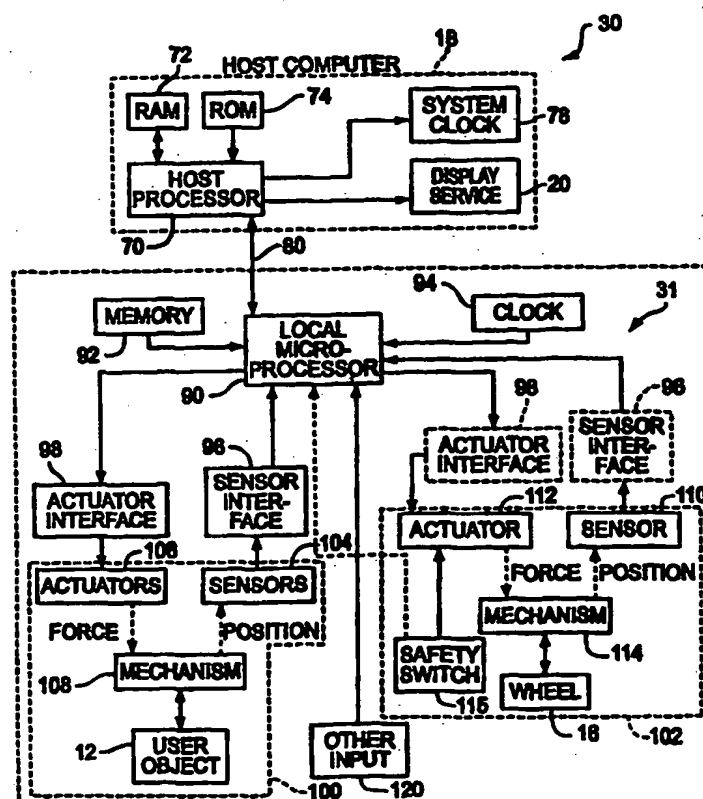 30
18
HOST COMPUTER
72
74
RAM
ROM
SYSTEM
CLOCK
78
HOST
PROCESSOR
70
DISPLAY
SERVICE
20
80
94
31
MEMORY
92
LOCAL
MICRO-
PROCESSOR
90
CLOCK
98
ACTUATOR
INTERFACE
96
SENSOR
INTER-
FACE
98
ACTUATOR
INTERFACE
96
SENSOR
INTER-
FACE
112
110
ACTUATOR
SENSOR
106
104
ACTUATORS
SENSORS
FORCE
POSITION
FORCE
POSITION
MECHANISM
108
MECHANISM
114
SAFETY
SWITCH
115
WHEEL
16
102
12
USER
OBJECT
100
OTHER
INPUT
120